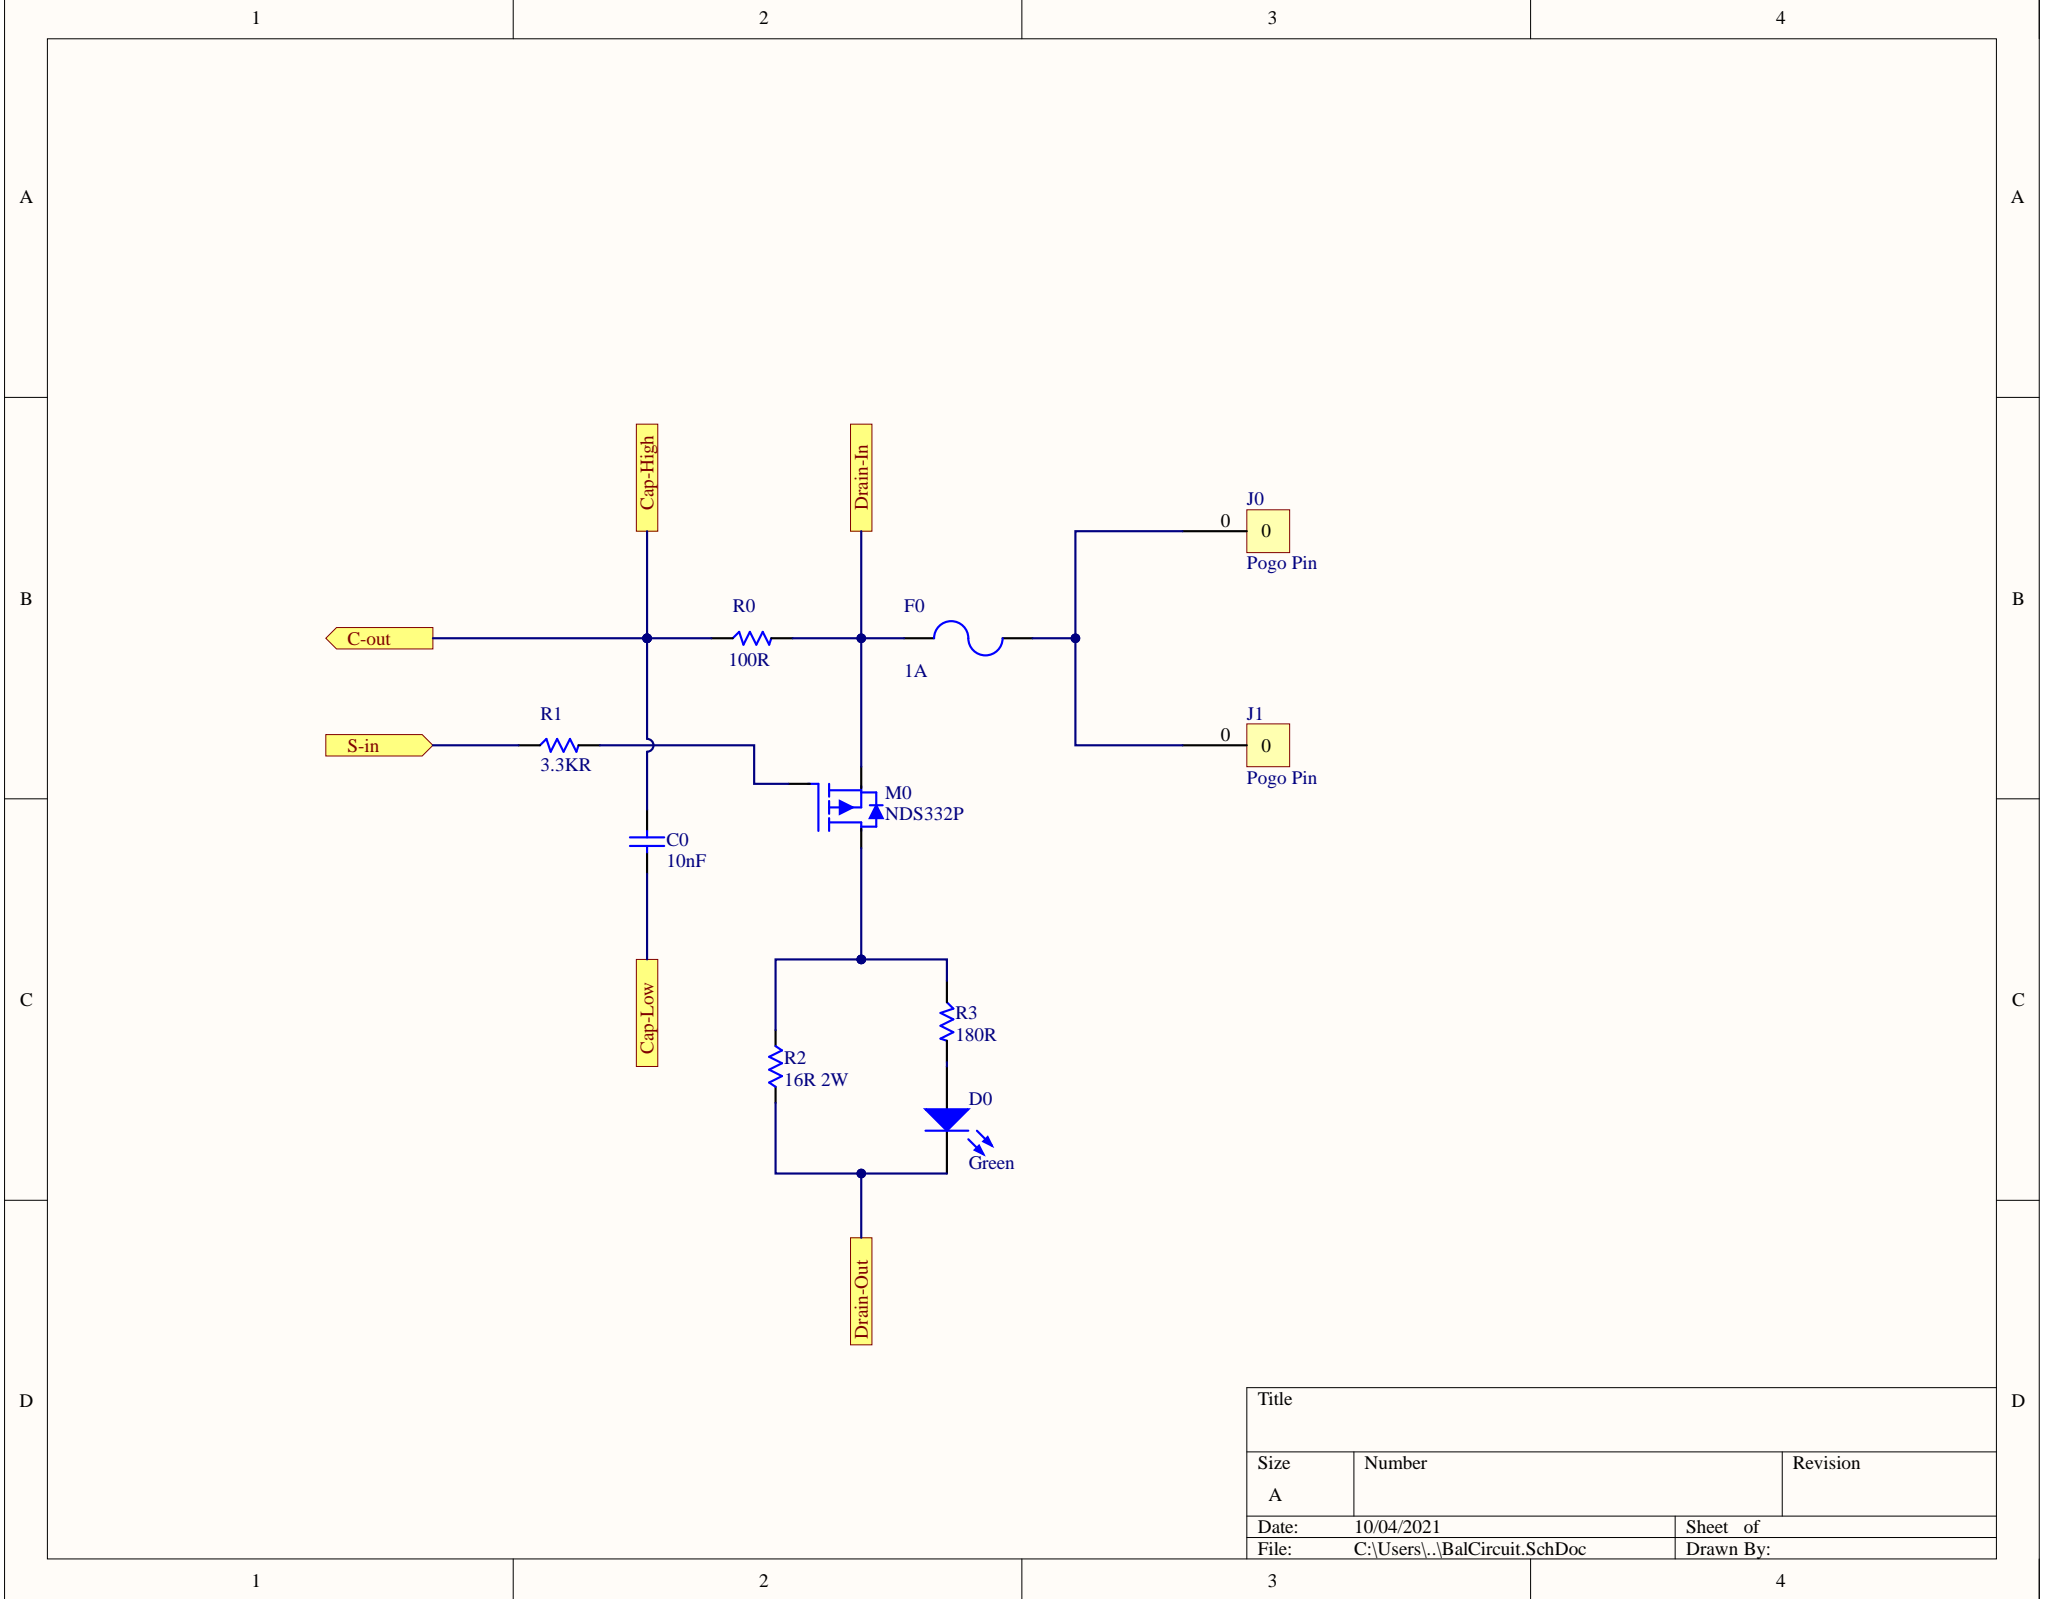 1 2 3 4
A A
Cap-High
Drain-In
J0
0 0
Pogo Pin
B B
R0 F0
C-out
100R 1A
R1 J1
S-in 0 0
3.3KR Pogo Pin
M0
NDS332P
C0
10nF
C C
Cap-Low
R3
180R
R2
16R 2W
D0
Green
Drain-Out
D D
Title
Size Number Revision
A
Date: 10/04/2021 Sheet of
File: C:\Users\..\BalCircuit.SchDoc Drawn By:
1 2 3 4